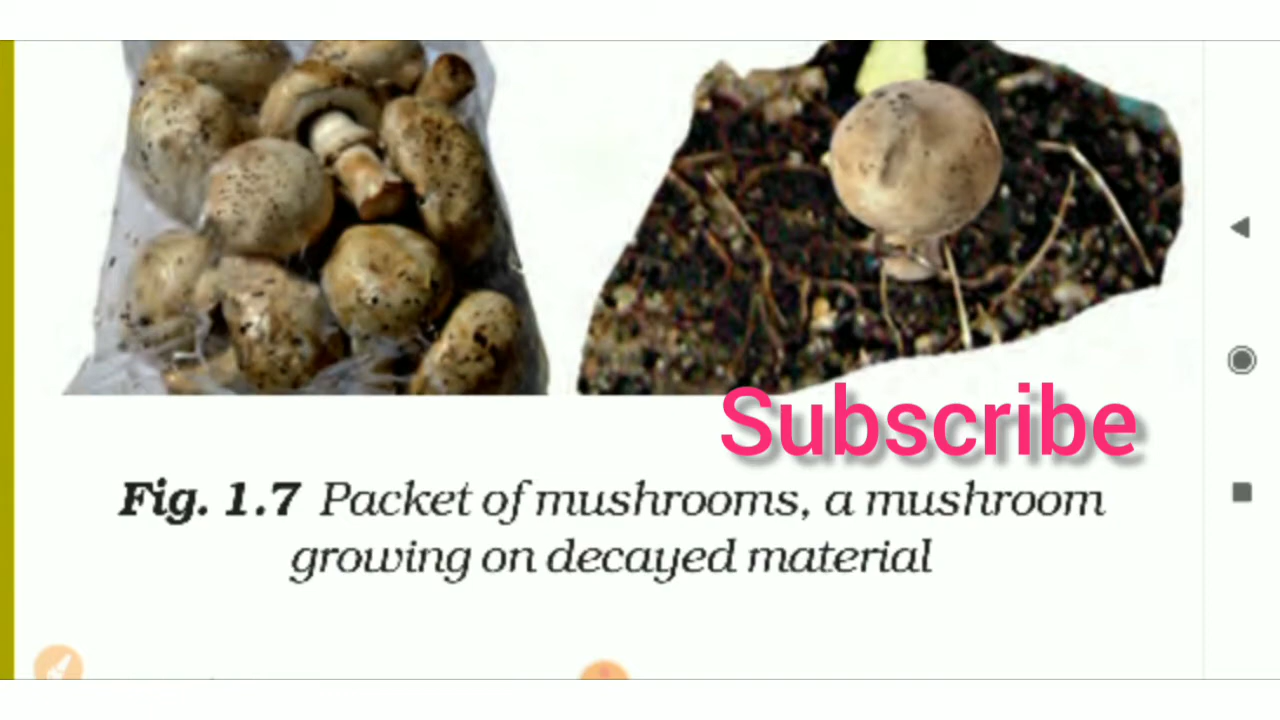 Subscribe
Fig. 1.7 Packet of mushrooms, a mushroom
growing on decayed material